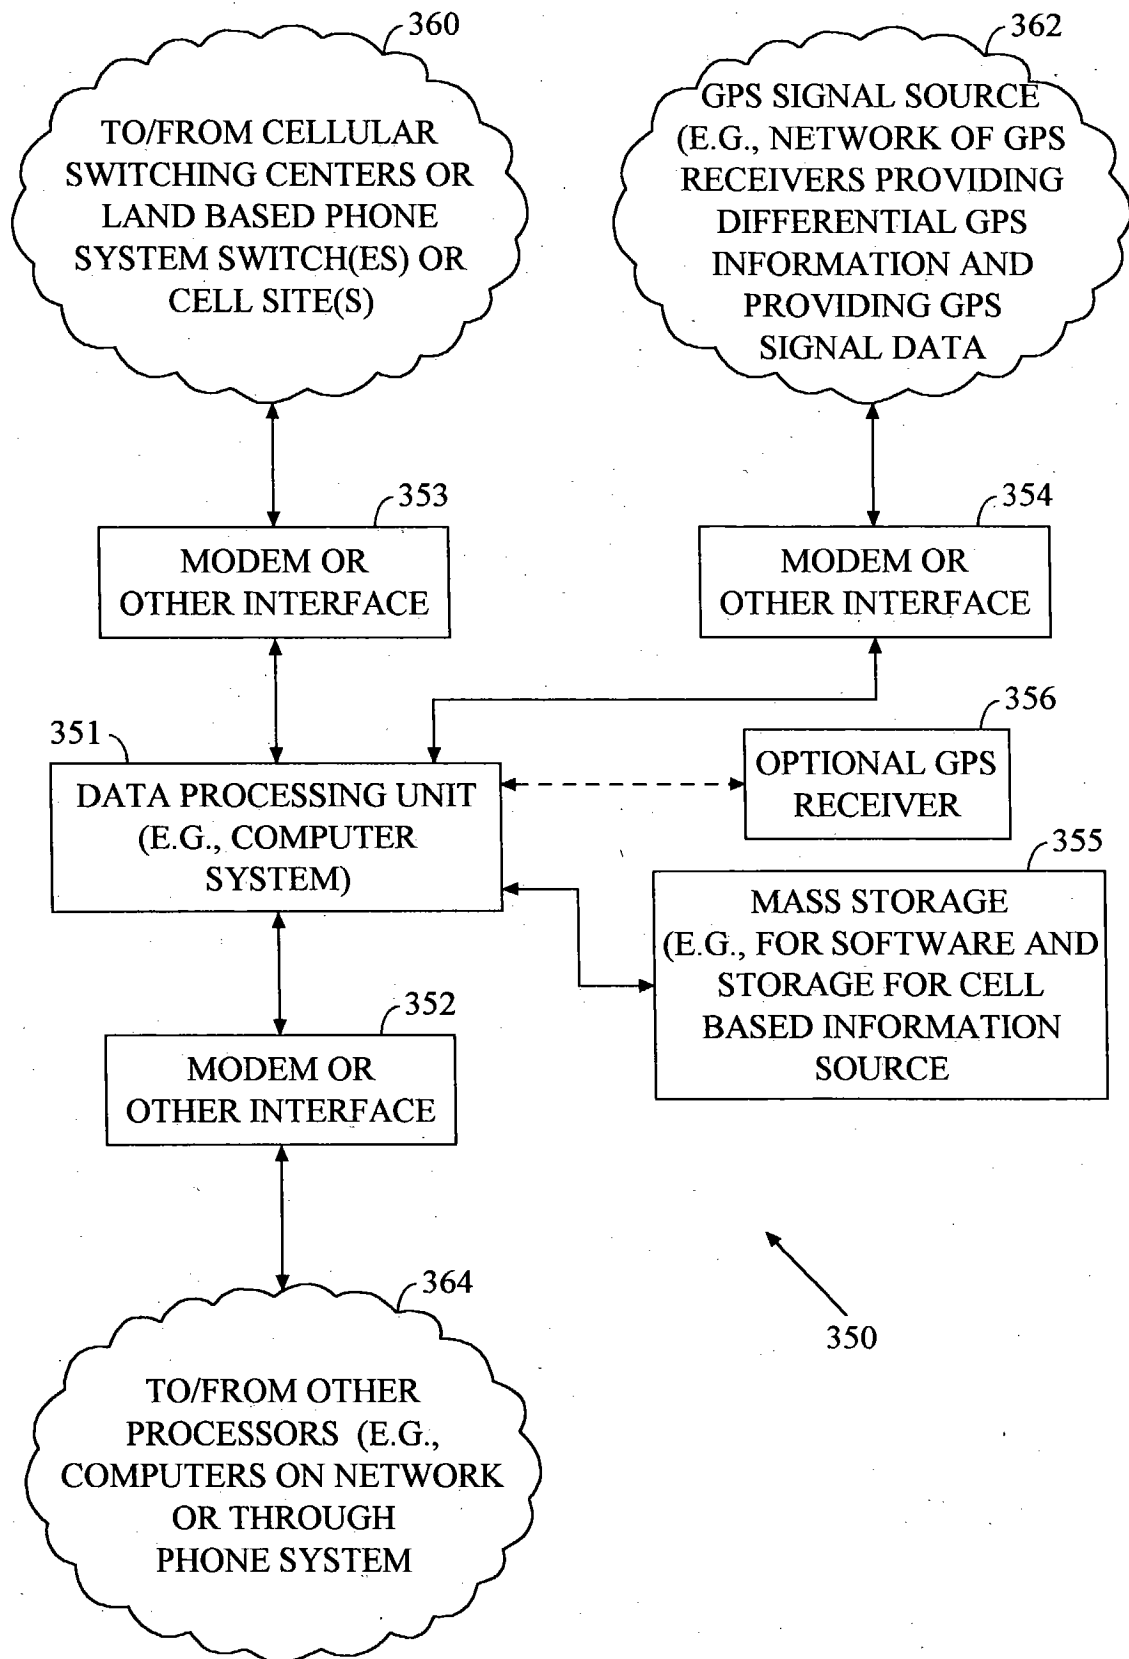 360
TO/FROM CELLULAR
SWITCHING CENTERS OR
LAND BASED PHONE
SYSTEM SWITCH(ES) OR
CELL SITE(S)
362
GPS SIGNAL SOURCE
(E.G., NETWORK OF GPS
RECEIVERS PROVIDING
DIFFERENTIAL GPS
INFORMATION AND
PROVIDING GPS
SIGNAL DATA
353
MODEM OR
OTHER INTERFACE
354
MODEM OR
OTHER INTERFACE
351
DATA PROCESSING UNIT
(E.G., COMPUTER
SYSTEM)
356
OPTIONAL GPS
RECEIVER
355
MASS STORAGE
(E.G., FOR SOFTWARE AND
STORAGE FOR CELL
BASED INFORMATION
SOURCE
352
MODEM OR
OTHER INTERFACE
364
TO/FROM OTHER
PROCESSORS (E.G.,
COMPUTERS ON NETWORK
OR THROUGH
PHONE SYSTEM
350